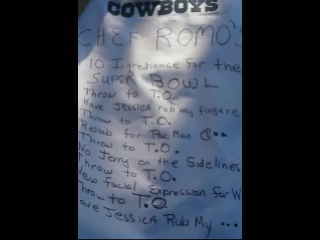 COWBOYS
CHEF ROMO'S
10 Ingredience for the
SUPER BOWL
Throw to T.O.
Have Jessica rub my fingure
Throw to T.O.
Rehab for Pac Man
Throw to T.O.
No Jerry on the Sidelines
Throw to T.O.
New facial Expression for W
Throw to T.O
ave Jessica Rub My ...